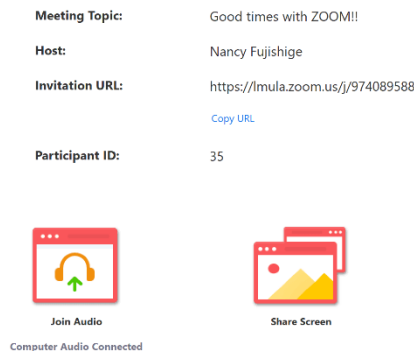 Meeting Topic: Good times with ZOOM!!
Host: Nancy Fujishige
Invitation URL: https://lmula.zoom.us/j/974089588
Copy URL
Participant ID: 35
Join Audio Share Screen
Computer Audio Connected